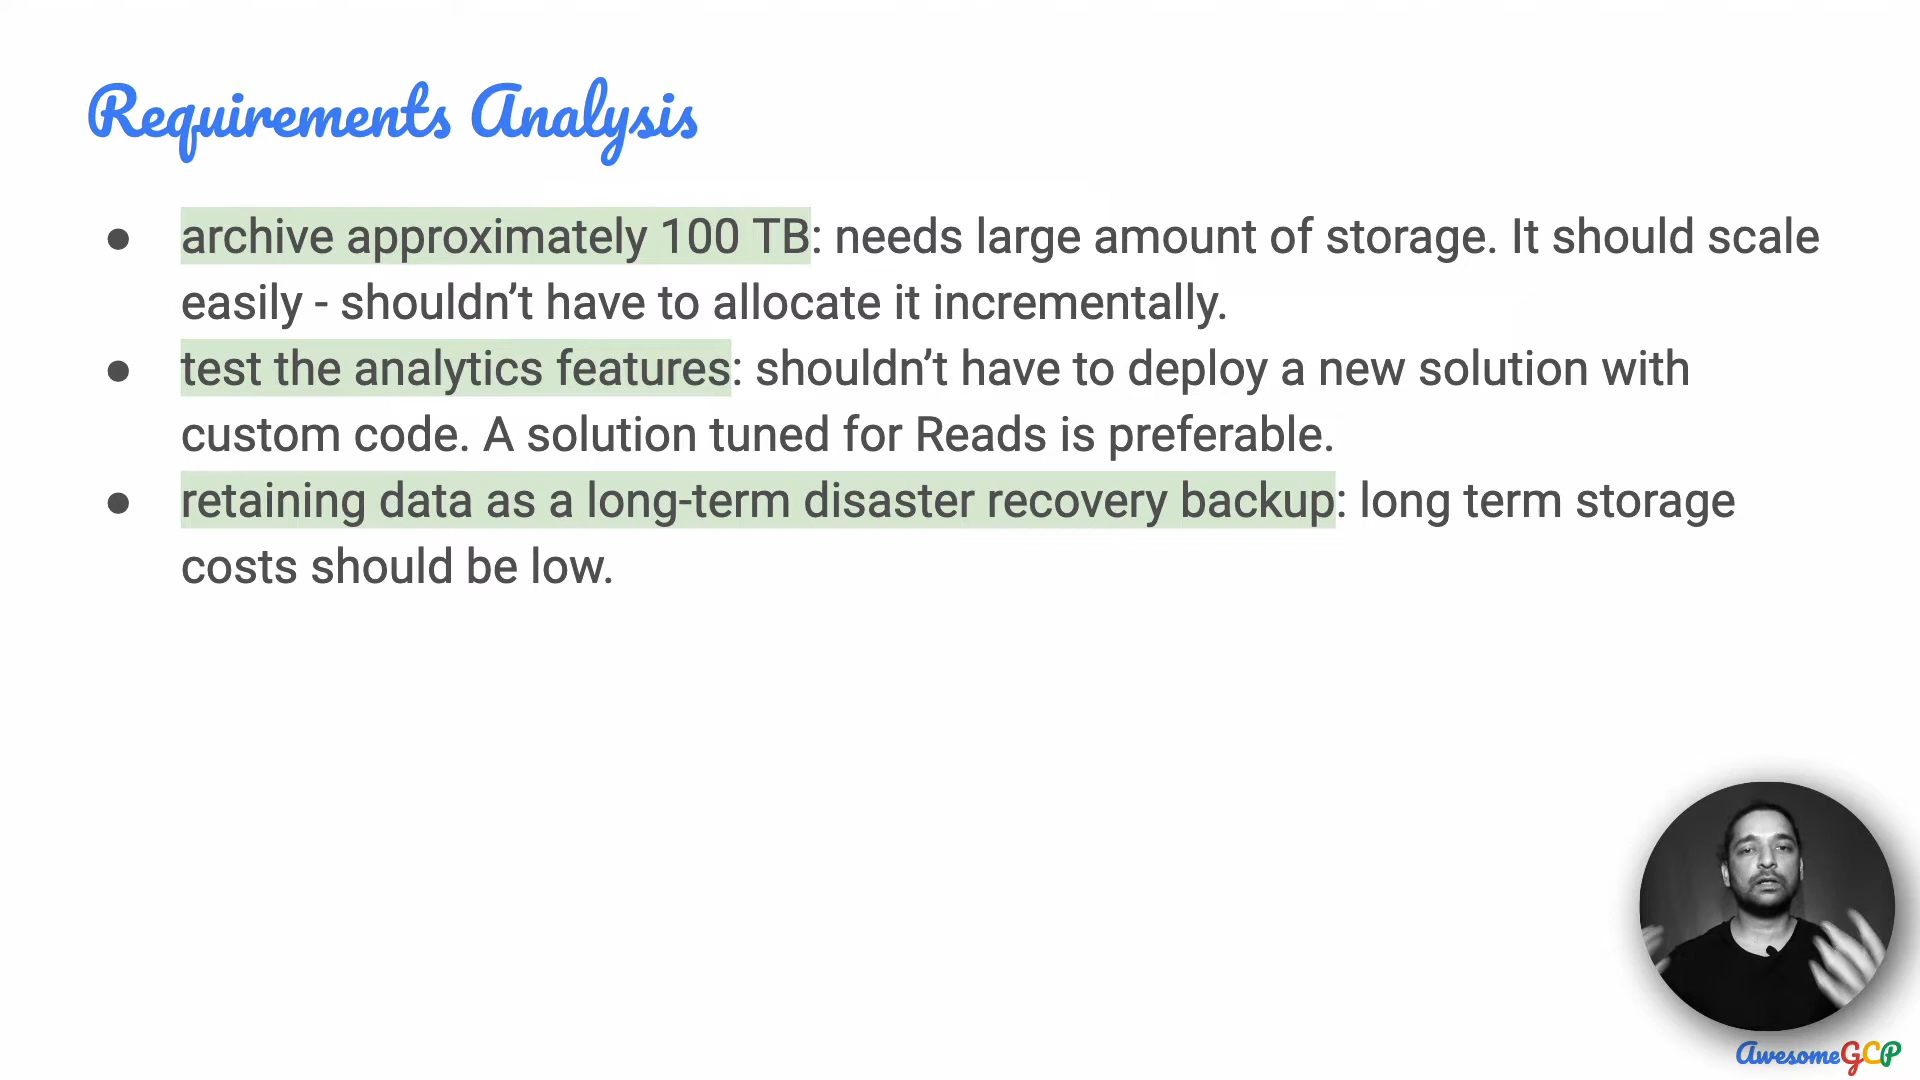 Requirements Analysis
● archive approximately 100 TB: needs large amount of storage. It should scale
easily - shouldn’t have to allocate it incrementally.
● test the analytics features: shouldn’t have to deploy a new solution with
custom code. A solution tuned for Reads is preferable.
● retaining data as a long-term disaster recovery backup: long term storage
costs should be low.
AwesomeGCP